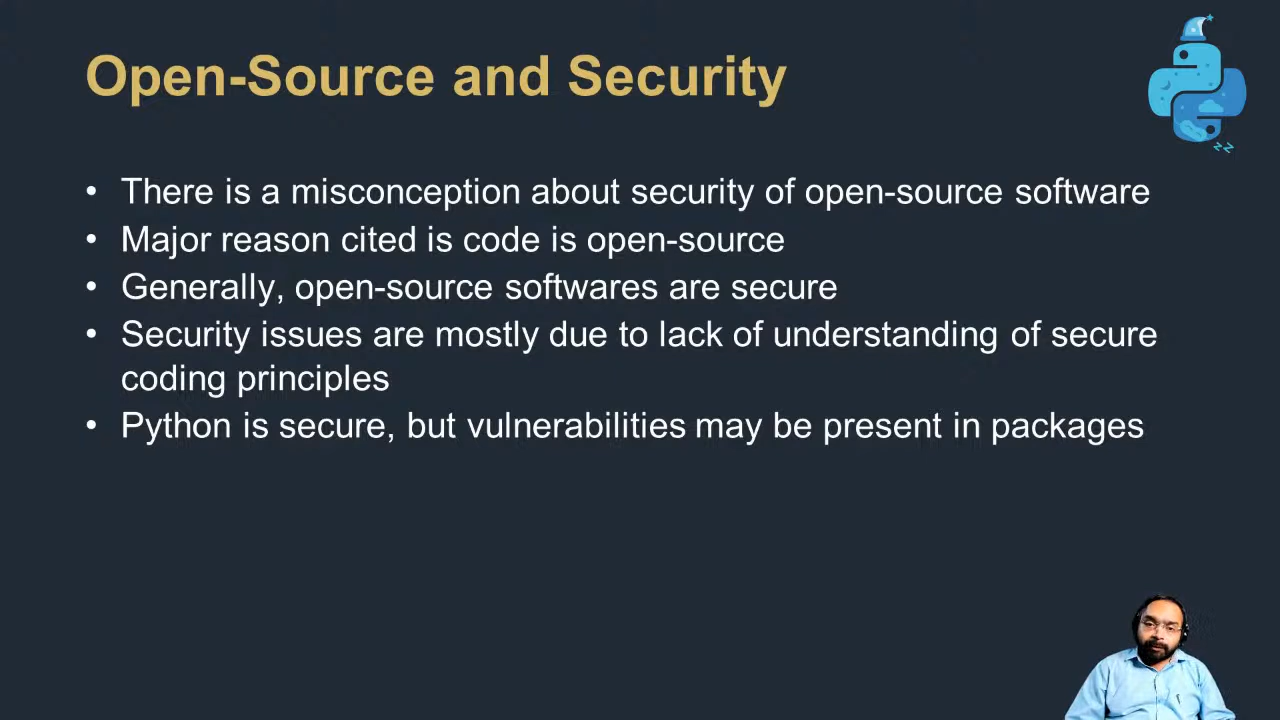 Open-Source and Security
• There is a misconception about security of open-source software
• Major reason cited is code is open-source
• Generally, open-source softwares are secure
• Security issues are mostly due to lack of understanding of secure
coding principles
• Python is secure, but vulnerabilities may be present in packages
zz